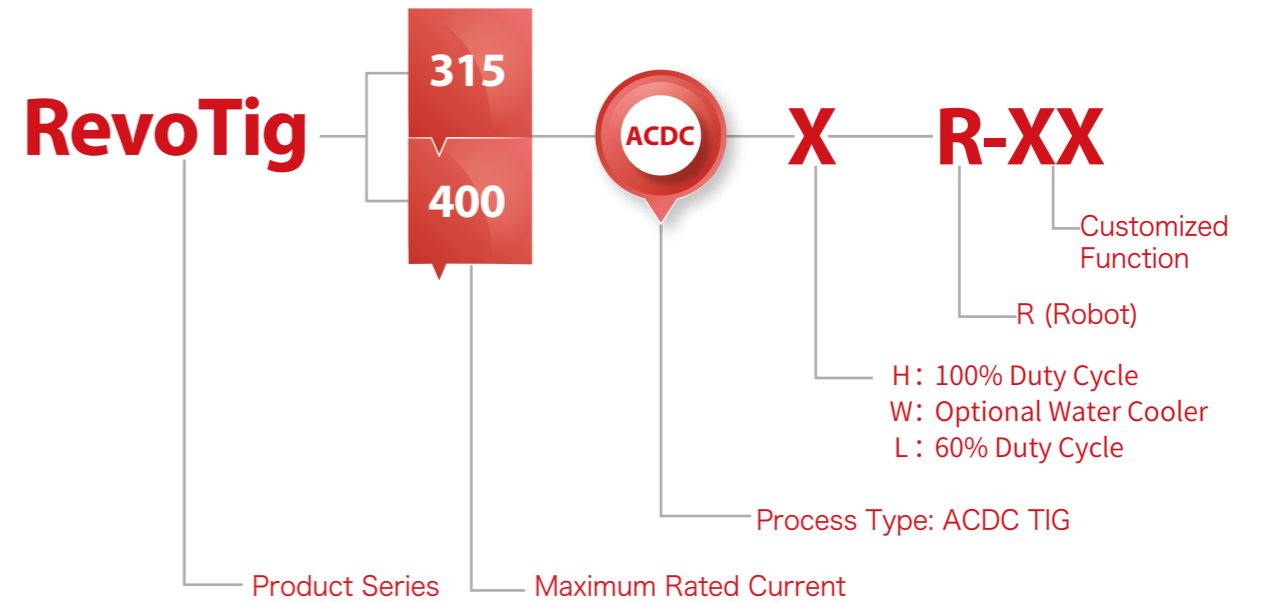 RevoTig
315
400
ACDC
X
R-XX
Customized
Function
R (Robot)
H: 100% Duty Cycle
W: Optional Water Cooler
L: 60% Duty Cycle
Process Type: ACDC TIG
Product Series
Maximum Rated Current